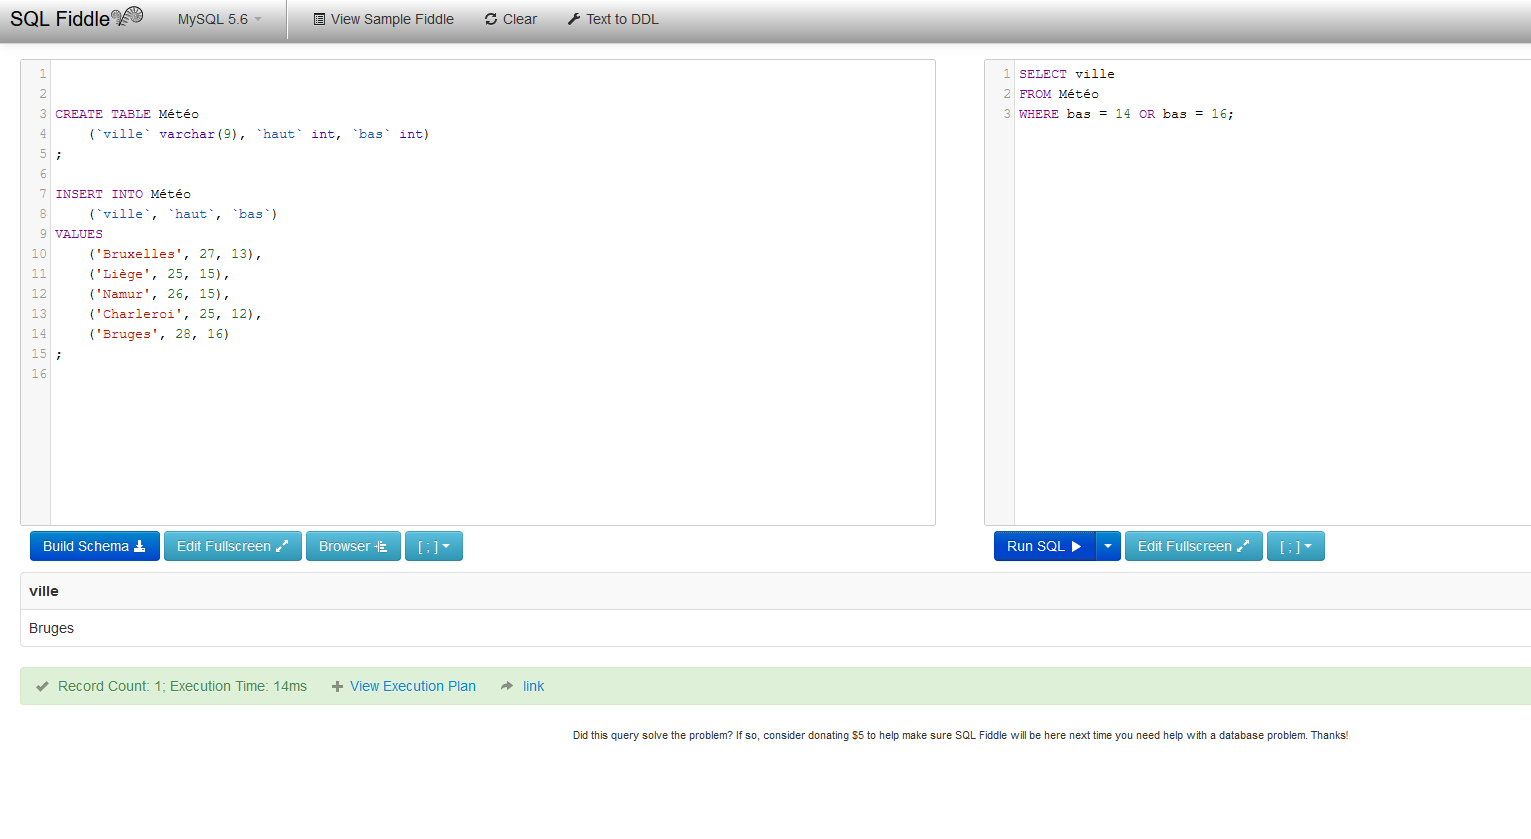 SQL Fiddle MySQL 5.6 View Sample Fiddle Clear Text to DDL
1
2
3 CREATE TABLE Météo
4 (`ville` varchar(9), `haut` int, `bas` int)
5 ;
6
7 INSERT INTO Météo
8 (`ville`, `haut`, `bas`)
9 VALUES
10 ('Bruxelles', 27, 13),
11 ('Liège', 25, 15),
12 ('Namur', 26, 15),
13 ('Charleroi', 25, 12),
14 ('Bruges', 28, 16)
15 ;
16
1 SELECT ville
2 FROM Météo
3 WHERE bas = 14 OR bas = 16;
Build Schema Edit Fullscreen Browser [ ; ]
Run SQL Edit Fullscreen [ ; ]
ville
Bruges
Record Count: 1; Execution Time: 14ms View Execution Plan link
Did this query solve the problem? If so, consider donating $5 to help make sure SQL Fiddle will be here next time you need help with a database problem. Thanks!